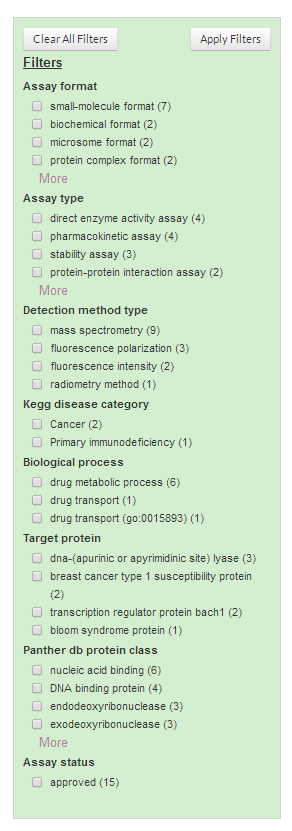 Clear All Filters
Apply Filters
Filters
Assay format
small-molecule format (7)
biochemical format (2)
microsome format (2)
protein complex format (2)
More
Assay type
direct enzyme activity assay (4)
pharmacokinetic assay (4)
stability assay (3)
protein-protein interaction assay (2)
More
Detection method type
mass spectrometry (9)
fluorescence polarization (3)
fluorescence intensity (2)
radiometry method (1)
Kegg disease category
Cancer (2)
Primary immunodeficiency (1)
Biological process
drug metabolic process (6)
drug transport (1)
drug transport (go:0015893) (1)
Target protein
dna-(apurinic or apyrimidinic site) lyase (3)
breast cancer type 1 susceptibility protein
(2)
transcription regulator protein bach1 (2)
bloom syndrome protein (1)
Panther db protein class
nucleic acid binding (6)
DNA binding protein (4)
endodeoxyribonuclease (3)
exodeoxyribonuclease (3)
More
Assay status
approved (15)